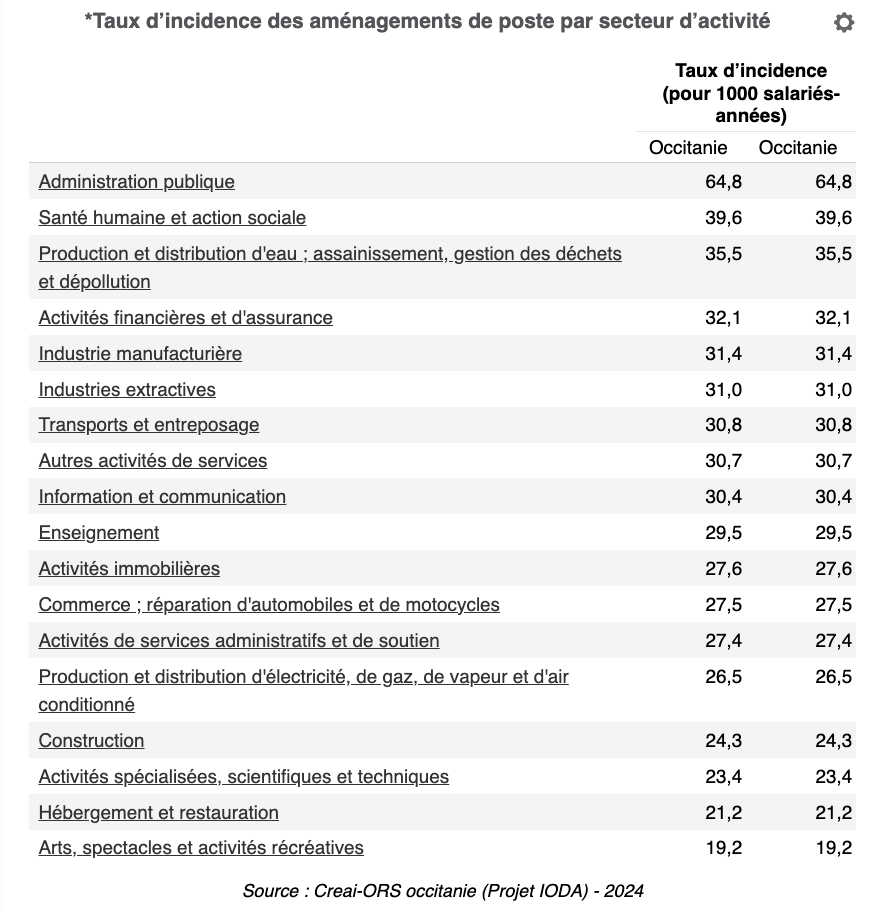 *Taux d’incidence des aménagements de poste par secteur d’activité
Taux d’incidence
(pour 1000 salariés-
années)
Occitanie Occitanie
Administration publique 64,8 64,8
Santé humaine et action sociale 39,6 39,6
Production et distribution d'eau ; assainissement, gestion des déchets 35,5 35,5
et dépollution
Activités financières et d'assurance 32,1 32,1
Industrie manufacturière 31,4 31,4
Industries extractives 31,0 31,0
Transports et entreposage 30,8 30,8
Autres activités de services 30,7 30,7
Information et communication 30,4 30,4
Enseignement 29,5 29,5
Activités immobilières 27,6 27,6
Commerce ; réparation d'automobiles et de motocycles 27,5 27,5
Activités de services administratifs et de soutien 27,4 27,4
Production et distribution d'électricité, de gaz, de vapeur et d'air 26,5 26,5
conditionné
Construction 24,3 24,3
Activités spécialisées, scientifiques et techniques 23,4 23,4
Hébergement et restauration 21,2 21,2
Arts, spectacles et activités récréatives 19,2 19,2
Source : Creai-ORS occitanie (Projet IODA) - 2024